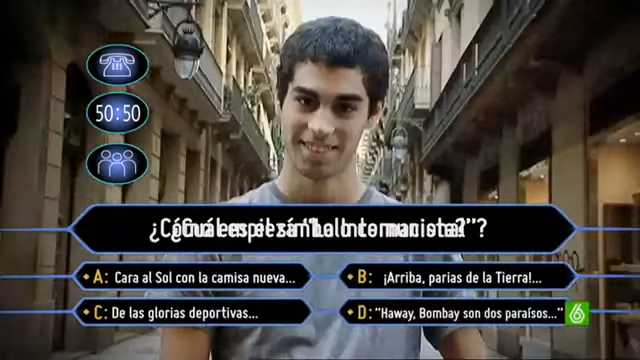 50:50
A: Cara al Sol con la camisa nueva...
B: ¡Arriba, parias de la Tierra!...
C: De las glorias deportivas...
D: "Haway, Bombay son dos paraísos..."
6